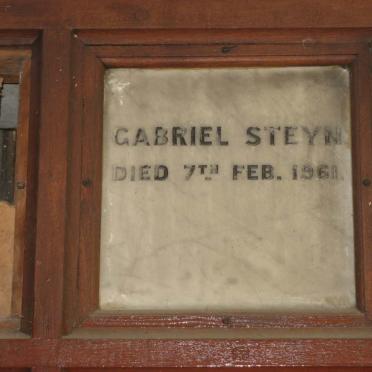 GABRIEL STEYN
DIED 7TH FEB. 1961.